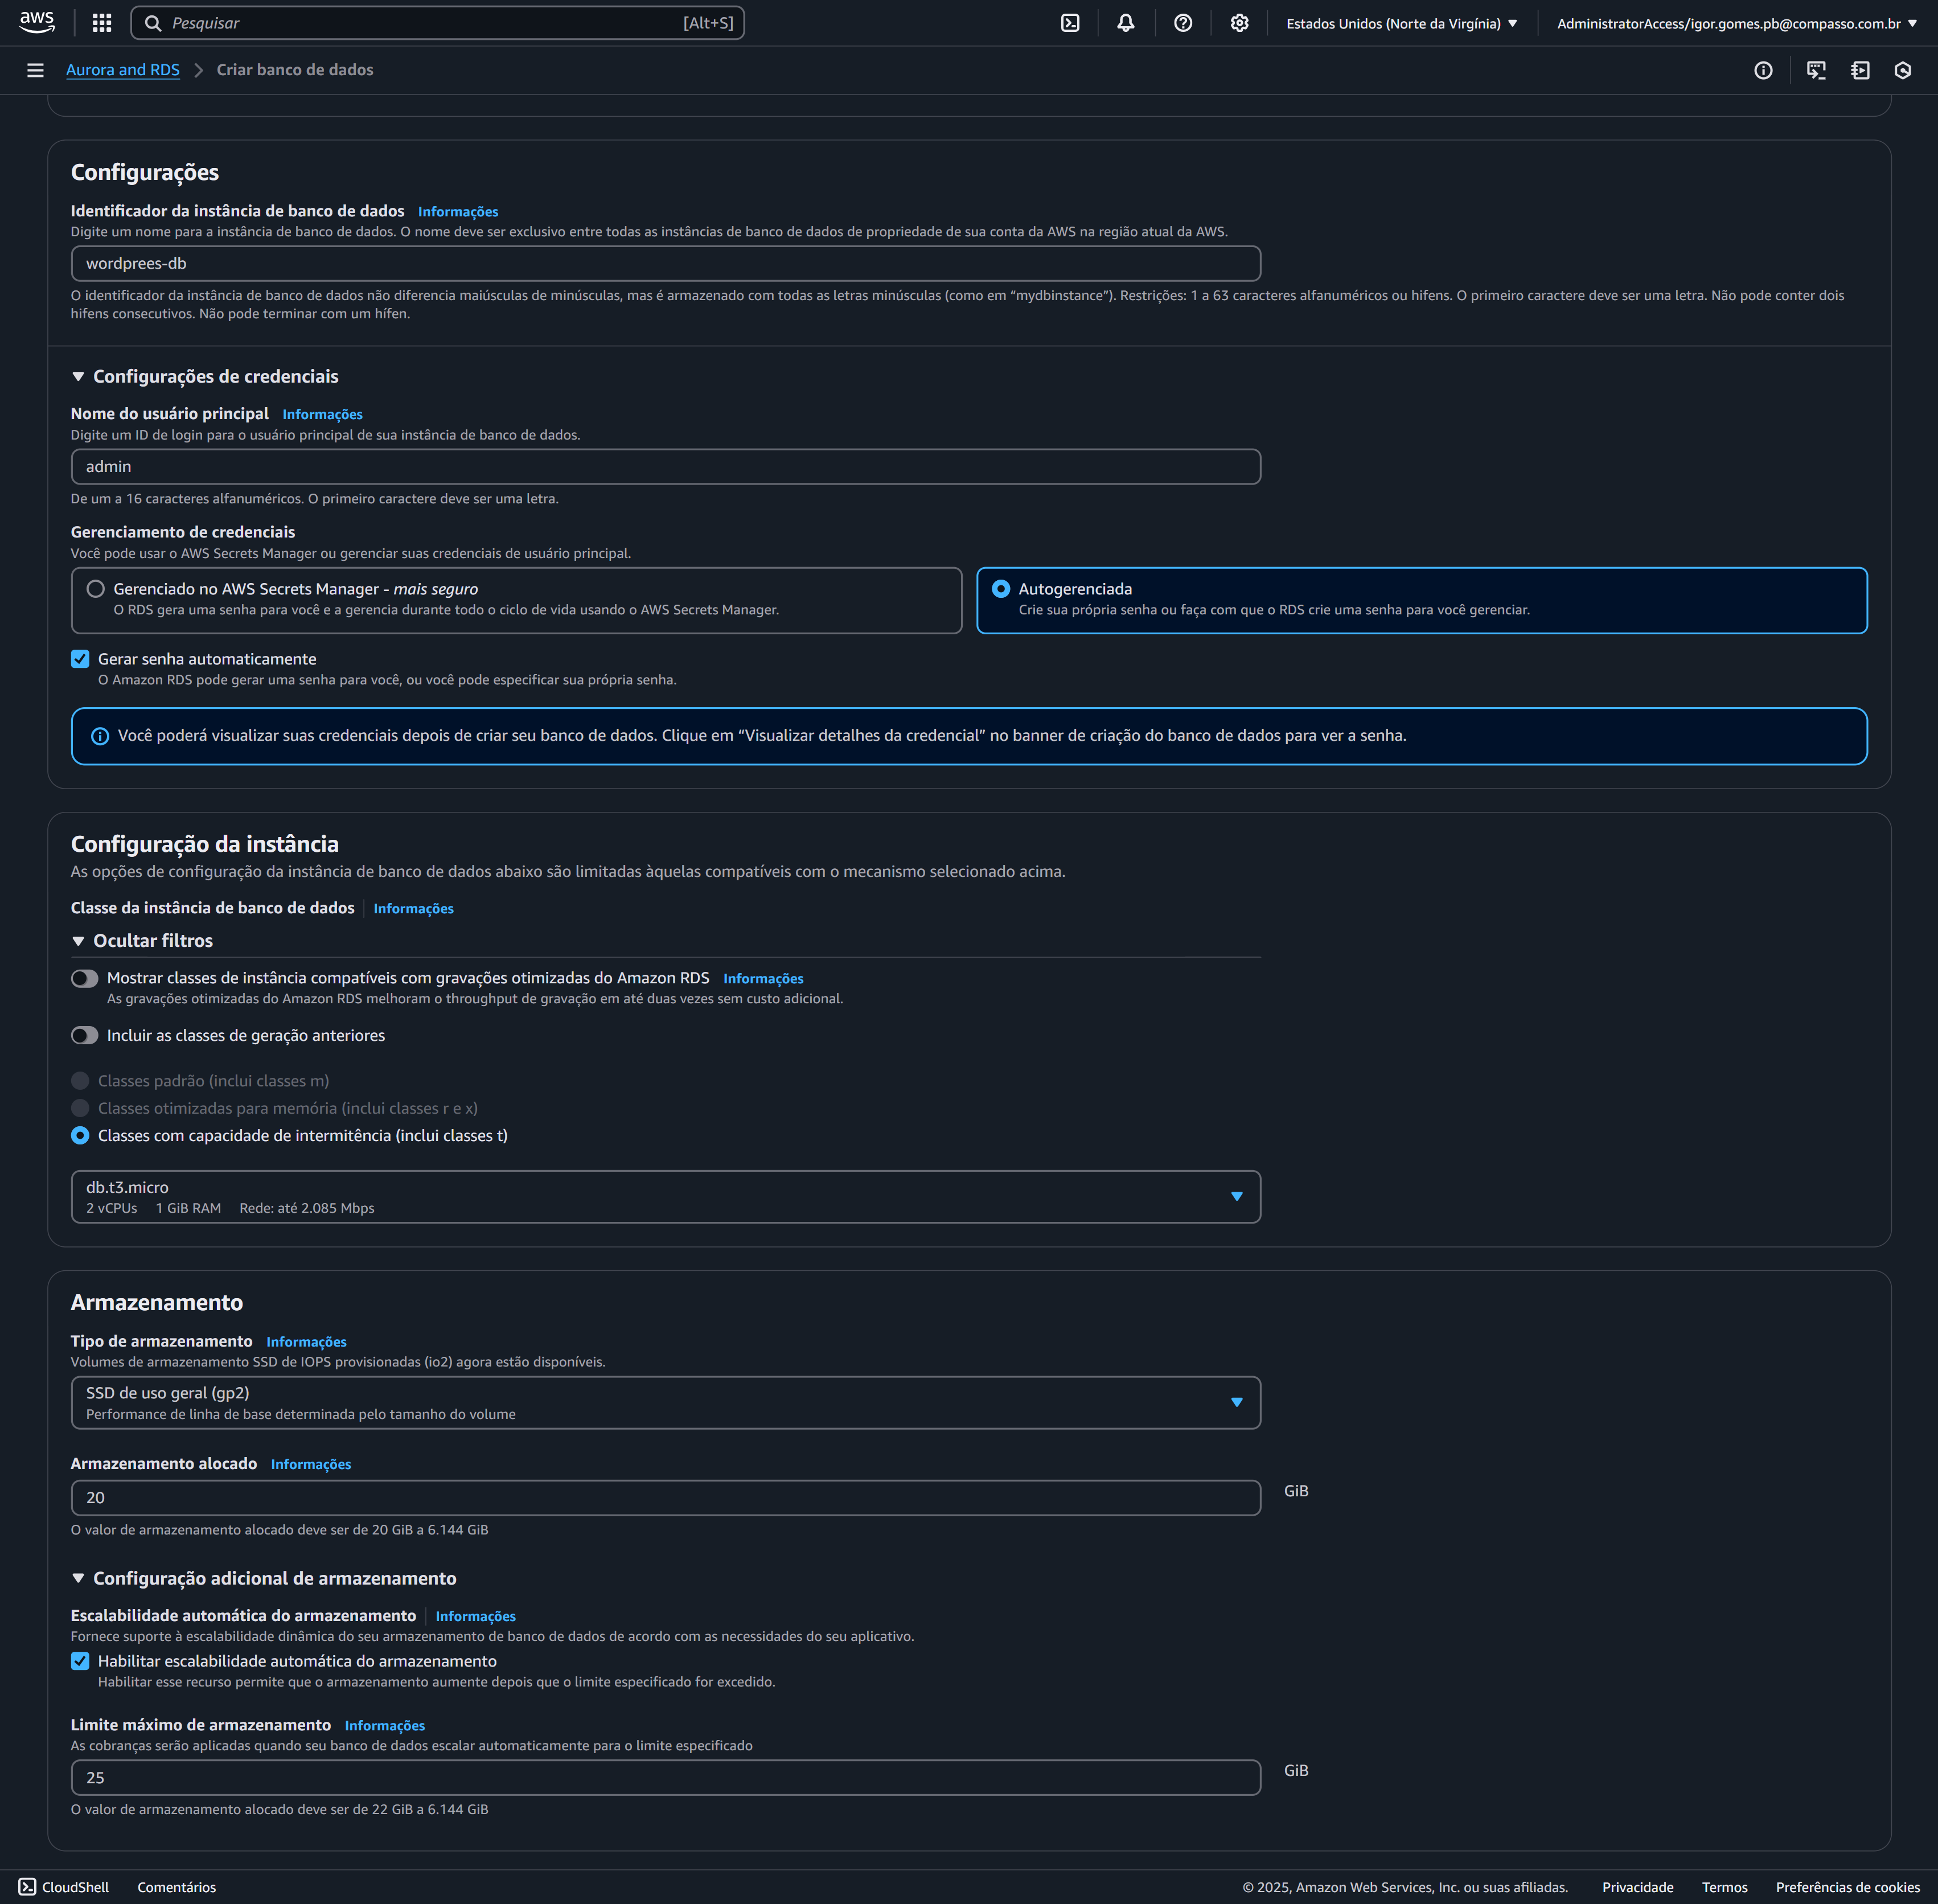 aws
Pesquisar
[Alt+S]
Estados Unidos (Norte da Virgínia)
AdministratorAccess/igor.gomes.pb@compasso.com.br
Aurora and RDS
Criar banco de dados
Configurações
Identificador da instância de banco de dados Informações
Digite um nome para a instância de banco de dados. O nome deve ser exclusivo entre todas as instâncias de banco de dados de propriedade de sua conta da AWS na região atual da AWS.
wordprees-db
O identificador da instância de banco de dados não diferencia maiúsculas de minúsculas, mas é armazenado com todas as letras minúsculas (como em “mydbinstance”). Restrições: 1 a 63 caracteres alfanuméricos ou hifens. O primeiro caractere deve ser uma letra. Não pode conter dois
hifens consecutivos. Não pode terminar com um hífen.
Configurações de credenciais
Nome do usuário principal Informações
Digite um ID de login para o usuário principal de sua instância de banco de dados.
admin
De um a 16 caracteres alfanuméricos. O primeiro caractere deve ser uma letra.
Gerenciamento de credenciais
Você pode usar o AWS Secrets Manager ou gerenciar suas credenciais de usuário principal.
Gerenciado no AWS Secrets Manager - mais seguro
O RDS gera uma senha para você e a gerencia durante todo o ciclo de vida usando o AWS Secrets Manager.
Autogerenciada
Crie sua própria senha ou faça com que o RDS crie uma senha para você gerenciar.
Gerar senha automaticamente
O Amazon RDS pode gerar uma senha para você, ou você pode especificar sua própria senha.
Você poderá visualizar suas credenciais depois de criar seu banco de dados. Clique em “Visualizar detalhes da credencial” no banner de criação do banco de dados para ver a senha.
Configuração da instância
As opções de configuração da instância de banco de dados abaixo são limitadas àquelas compatíveis com o mecanismo selecionado acima.
Classe da instância de banco de dados Informações
Ocultar filtros
Mostrar classes de instância compatíveis com gravações otimizadas do Amazon RDS Informações
As gravações otimizadas do Amazon RDS melhoram o throughput de gravação em até duas vezes sem custo adicional.
Incluir as classes de geração anteriores
Classes padrão (inclui classes m)
Classes otimizadas para memória (inclui classes r e x)
Classes com capacidade de intermitência (inclui classes t)
db.t3.micro
2 vCPUs 1 GiB RAM Rede: até 2.085 Mbps
Armazenamento
Tipo de armazenamento Informações
Volumes de armazenamento SSD de IOPS provisionadas (io2) agora estão disponíveis.
SSD de uso geral (gp2)
Performance de linha de base determinada pelo tamanho do volume
Armazenamento alocado Informações
20
GiB
O valor de armazenamento alocado deve ser de 20 GiB a 6.144 GiB
Configuração adicional de armazenamento
Escalabilidade automática do armazenamento Informações
Fornece suporte à escalabilidade dinâmica do seu armazenamento de banco de dados de acordo com as necessidades do seu aplicativo.
Habilitar escalabilidade automática do armazenamento
Habilitar esse recurso permite que o armazenamento aumente depois que o limite especificado for excedido.
Limite máximo de armazenamento Informações
As cobranças serão aplicadas quando seu banco de dados escalar automaticamente para o limite especificado
25
GiB
O valor de armazenamento alocado deve ser de 22 GiB a 6.144 GiB
CloudShell
Comentários
© 2025, Amazon Web Services, Inc. ou suas afiliadas.
Privacidade
Termos
Preferências de cookies